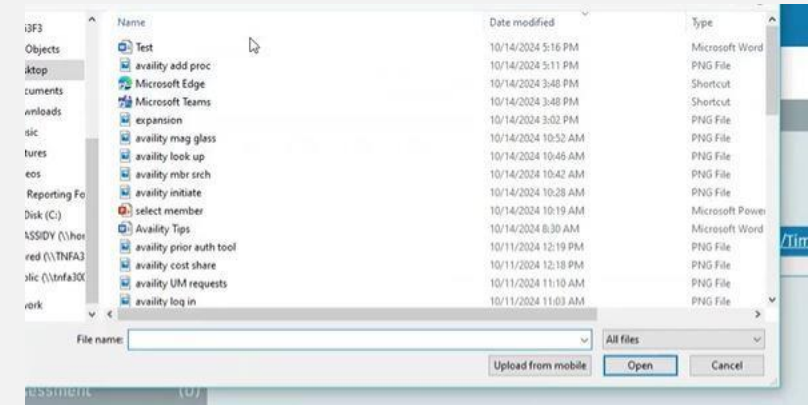 Name Date modified Type
i3F3
Objects Test 10/14/2024 5:16 PM Microsoft Word
ktop availity add proc 10/14/2024 5:11 PM PNG File
cuments Microsoft Edge 10/14/2024 3:48 PM Shortcut
wnloads Microsoft Teams 10/14/2024 3:48 PM Shortcut
sic expansion 10/14/2024 3:02 PM PNG File
tures availity mag glass 10/14/2024 10:52 AM PNG File
eos availity look up 10/14/2024 10:46 AM PNG File
Reporting Fo availity mbr srch 10/14/2024 10:42 AM PNG File
Disk (C:) availity initiate 10/14/2024 10:28 AM PNG File
ASSIDY (\\hor select member 10/14/2024 10:19 AM Microsoft Power
red (\\TNFA3 Availity Tips 10/14/2024 8:30 AM Microsoft Word
/Tim
blic (\\tnfa300 availity prior auth tool 10/11/2024 12:19 PM PNG File
availity cost share 10/11/2024 12:18 PM PNG File
vork availity UM requests 10/11/2024 11:10 AM PNG File
availity log in 10/11/2024 11:03 AM PNG File
File name: All files
Upload from mobile Open Cancel
essment (0)